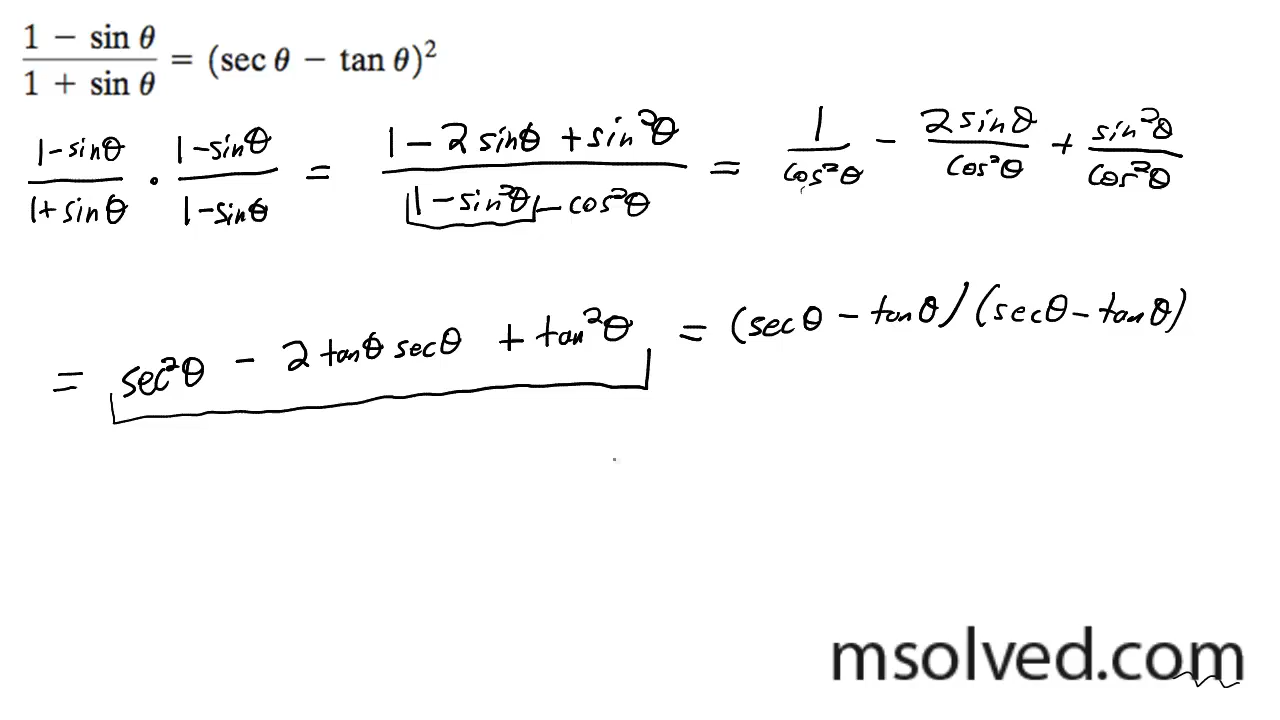 (1 − sin θ)/(1 + sin θ) = (sec θ − tan θ)²
(1 − sinθ)/(1 + sinθ) · (1 − sinθ)/(1 − sinθ) = (1 − 2 sinθ + sin²θ)/(1 − sin²θ) – cos²θ = 1/cos²θ − 2 sinθ/cos²θ + sin²θ/cos²θ
= sec²θ − 2 tanθ secθ + tan²θ = (secθ − tanθ)(secθ − tanθ)
msolved.com